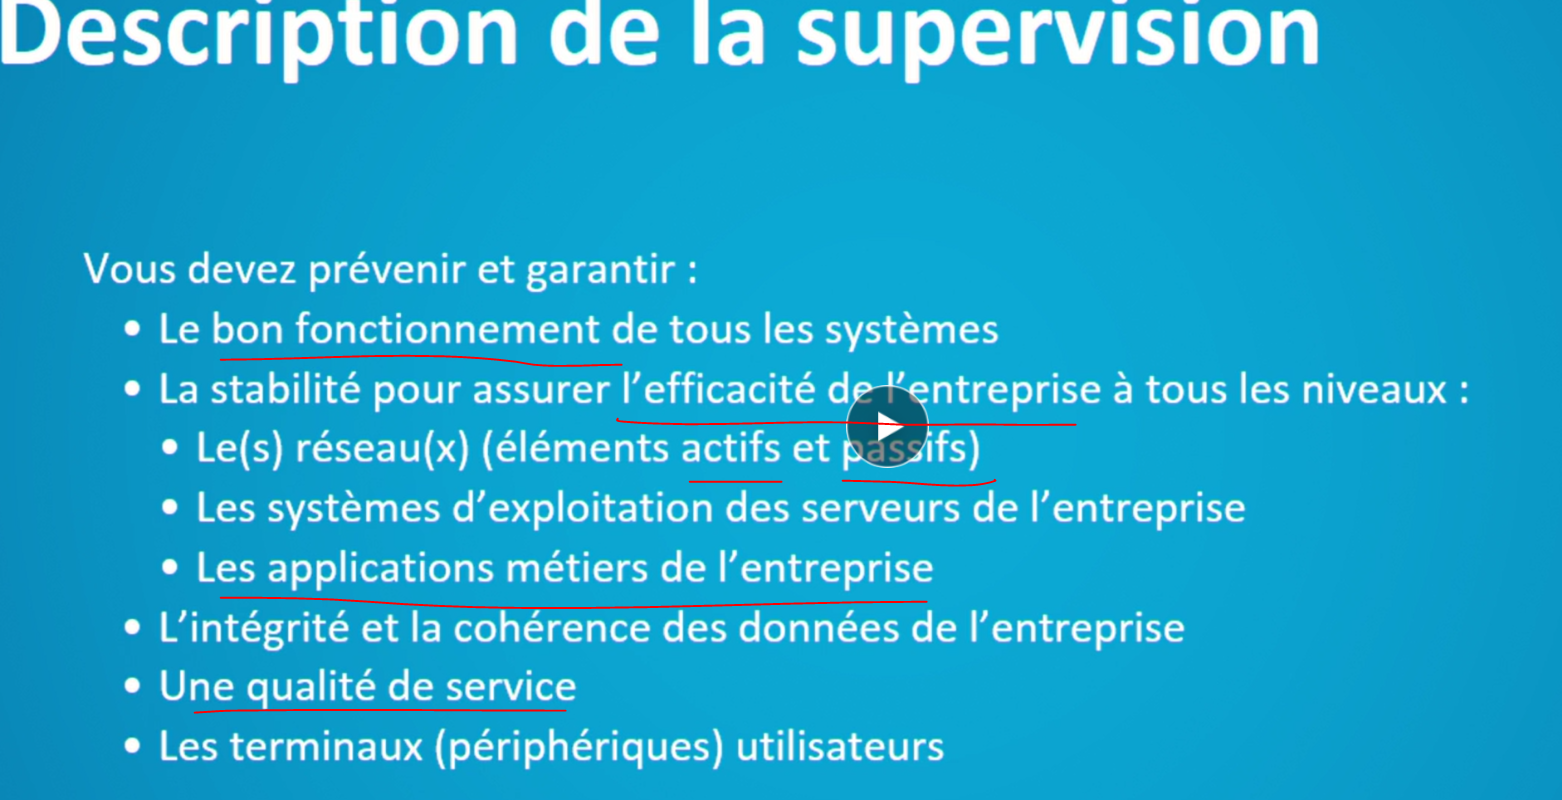 Description de la supervision
Vous devez prévenir et garantir :
• Le bon fonctionnement de tous les systèmes
• La stabilité pour assurer l’efficacité de l’entreprise à tous les niveaux :
• Le(s) réseau(x) (éléments actifs et passifs)
• Les systèmes d’exploitation des serveurs de l’entreprise
• Les applications métiers de l’entreprise
• L’intégrité et la cohérence des données de l’entreprise
• Une qualité de service
• Les terminaux (périphériques) utilisateurs